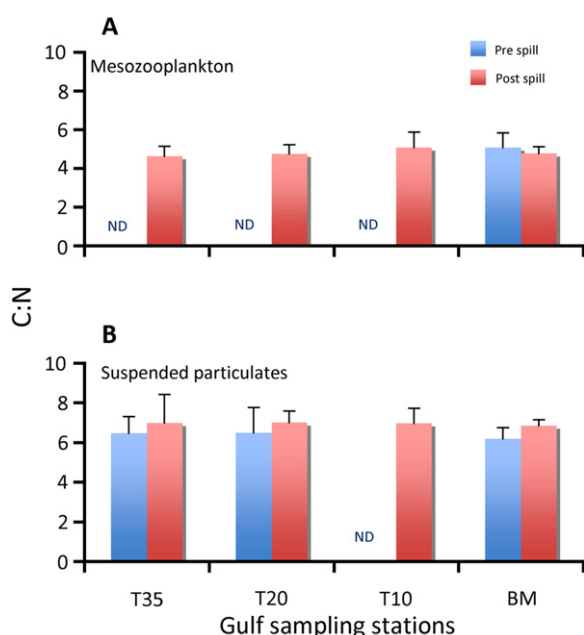 A
Mesozooplankton
Pre spill
Post spill
10
8
6
4
2
0
ND
ND
ND
C:N
B
Suspended particulates
10
8
6
4
2
0
ND
T35
T20
T10
BM
Gulf sampling stations